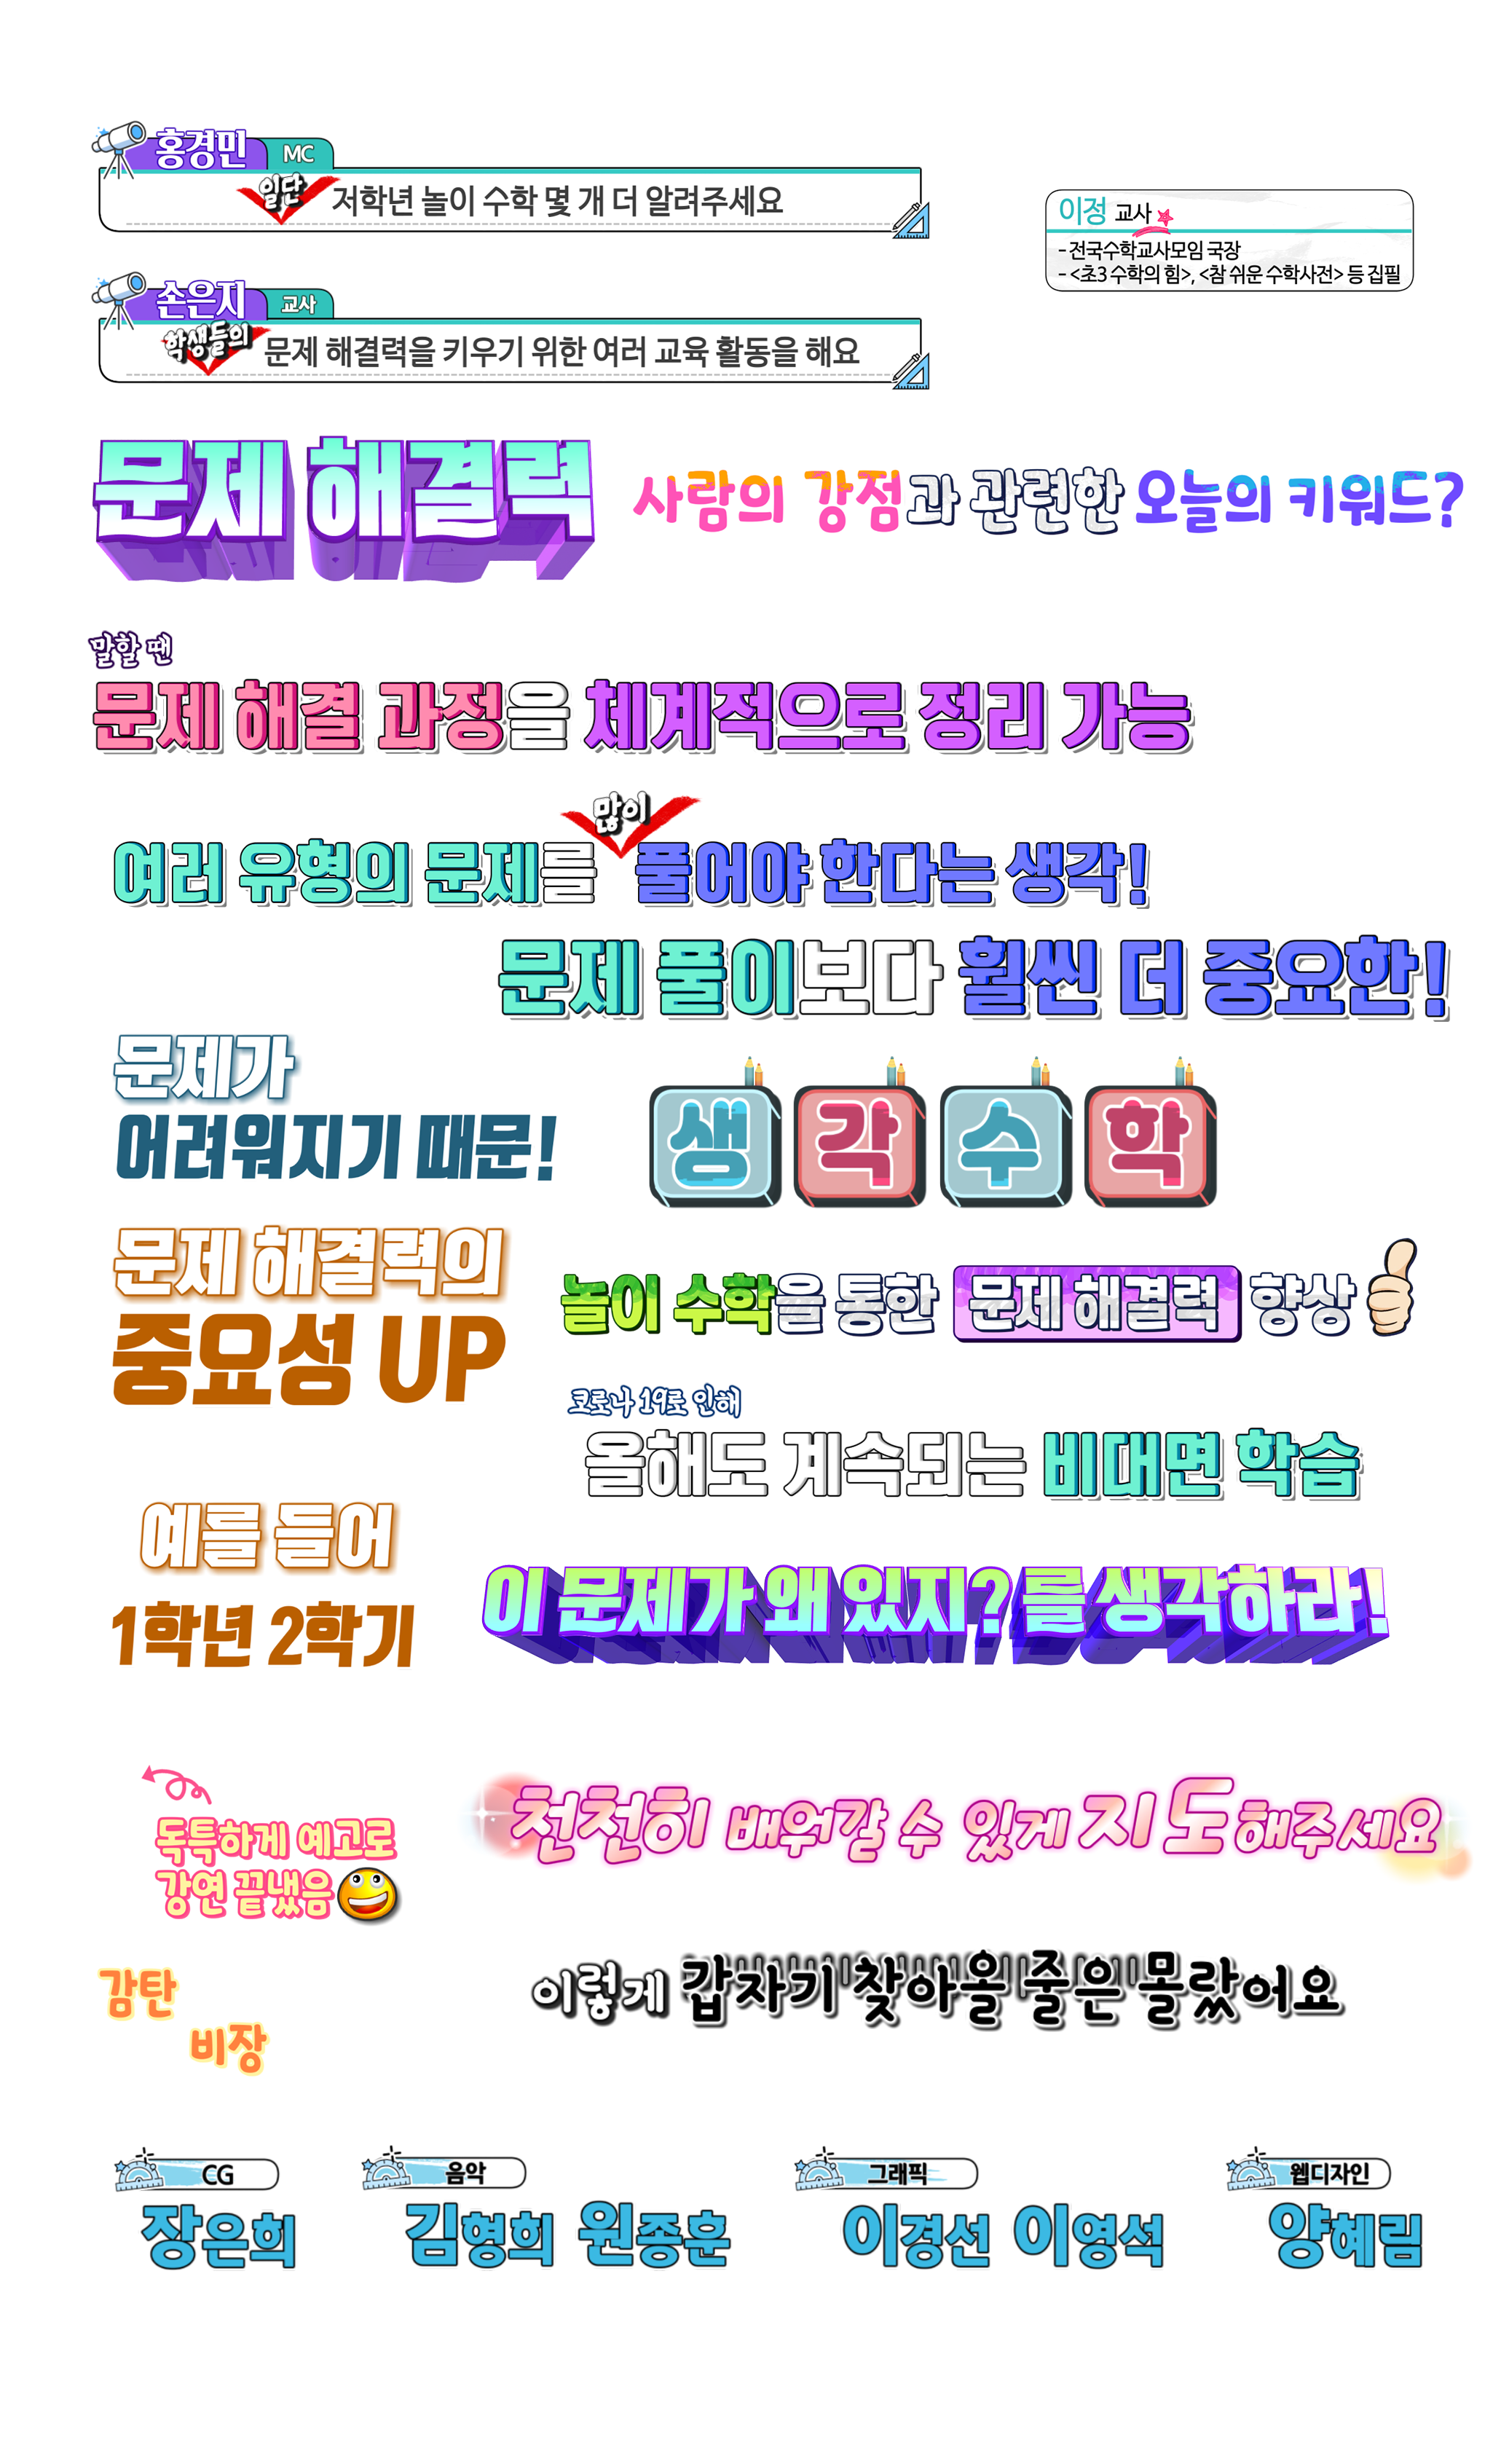 홍경민 MC
일단 저학년 놀이 수학 몇 개 더 알려주세요
이정 교사
- 전국수학교사모임 국장
- <초3 수학의 힘>, <참 쉬운 수학사전> 등 집필
손은지 교사
학생들의 문제 해결력을 키우기 위한 여러 교육 활동을 해요
문제 해결력
사람의 강점과 관련한 오늘의 키워드?
말할 땐
문제 해결 과정을 체계적으로 정리 가능
많이
여러 유형의 문제를 풀어야 한다는 생각!
문제 풀이보다 훨씬 더 중요한!
문제가
어려워지기 때문!
생각수학
문제 해결력의
중요성 UP
놀이 수학을 통한 문제 해결력 향상
코로나 19로 인해
올해도 계속되는 비대면 학습
예를 들어
1학년 2학기
이 문제가 왜 있지? 를 생각하라!
독특하게 예고로
강연 끝냈음
천천히 배워갈 수 있게 지도해주세요
감탄
비장
이렇게 갑자기 찾아올 줄은 몰랐어요
CG
장은희
음악
김형희 원종훈
그래픽
이경선 이영석
웹디자인
양혜림